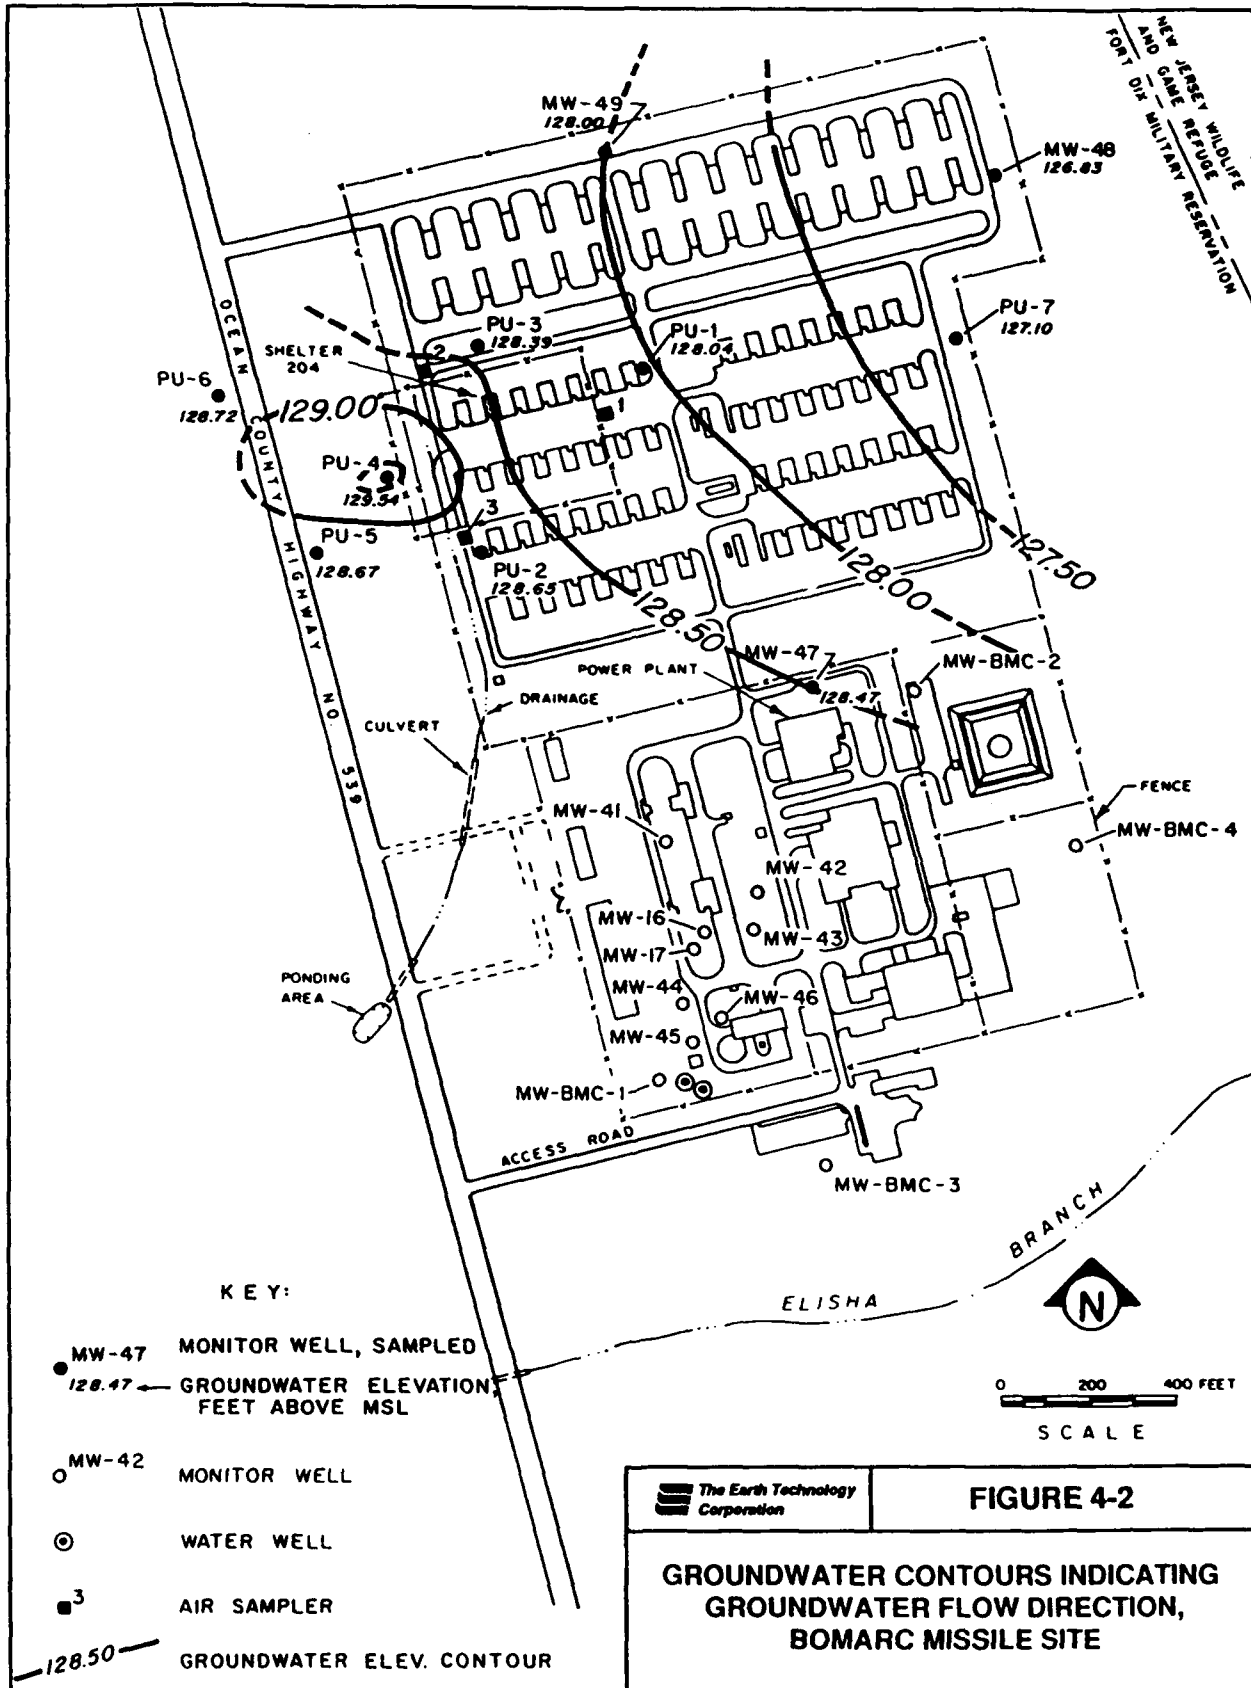 NEW JERSEY WILDLIFE
AND GAME REFUGE
FORT DIX MILITARY RESERVATION
MW-49
128.00
MW-48
126.83
OCEAN COUNTY HIGHWAY NO. 539
PU-3
128.39
PU-1
128.04
PU-7
127.10
SHELTER
204
2
PU-6
128.72
129.00
1
PU-4
129.54
3
PU-5
128.67
PU-2
128.65
128.50
128.00
127.50
MW-47
128.47
POWER PLANT
MW-BMC-2
DRAINAGE
CULVERT
FENCE
MW-41
MW-BMC-4
MW-42
MW-16
MW-43
MW-17
PONDING
AREA
MW-44
MW-46
MW-45
MW-BMC-1
ACCESS ROAD
MW-BMC-3
ELISHA BRANCH
N
0 200 400 FEET
SCALE
KEY:
MW-47 MONITOR WELL, SAMPLED
128.47 GROUNDWATER ELEVATION,
FEET ABOVE MSL
MW-42 MONITOR WELL
WATER WELL
3 AIR SAMPLER
128.50 GROUNDWATER ELEV. CONTOUR
The Earth Technology
Corporation
FIGURE 4-2
GROUNDWATER CONTOURS INDICATING
GROUNDWATER FLOW DIRECTION,
BOMARC MISSILE SITE